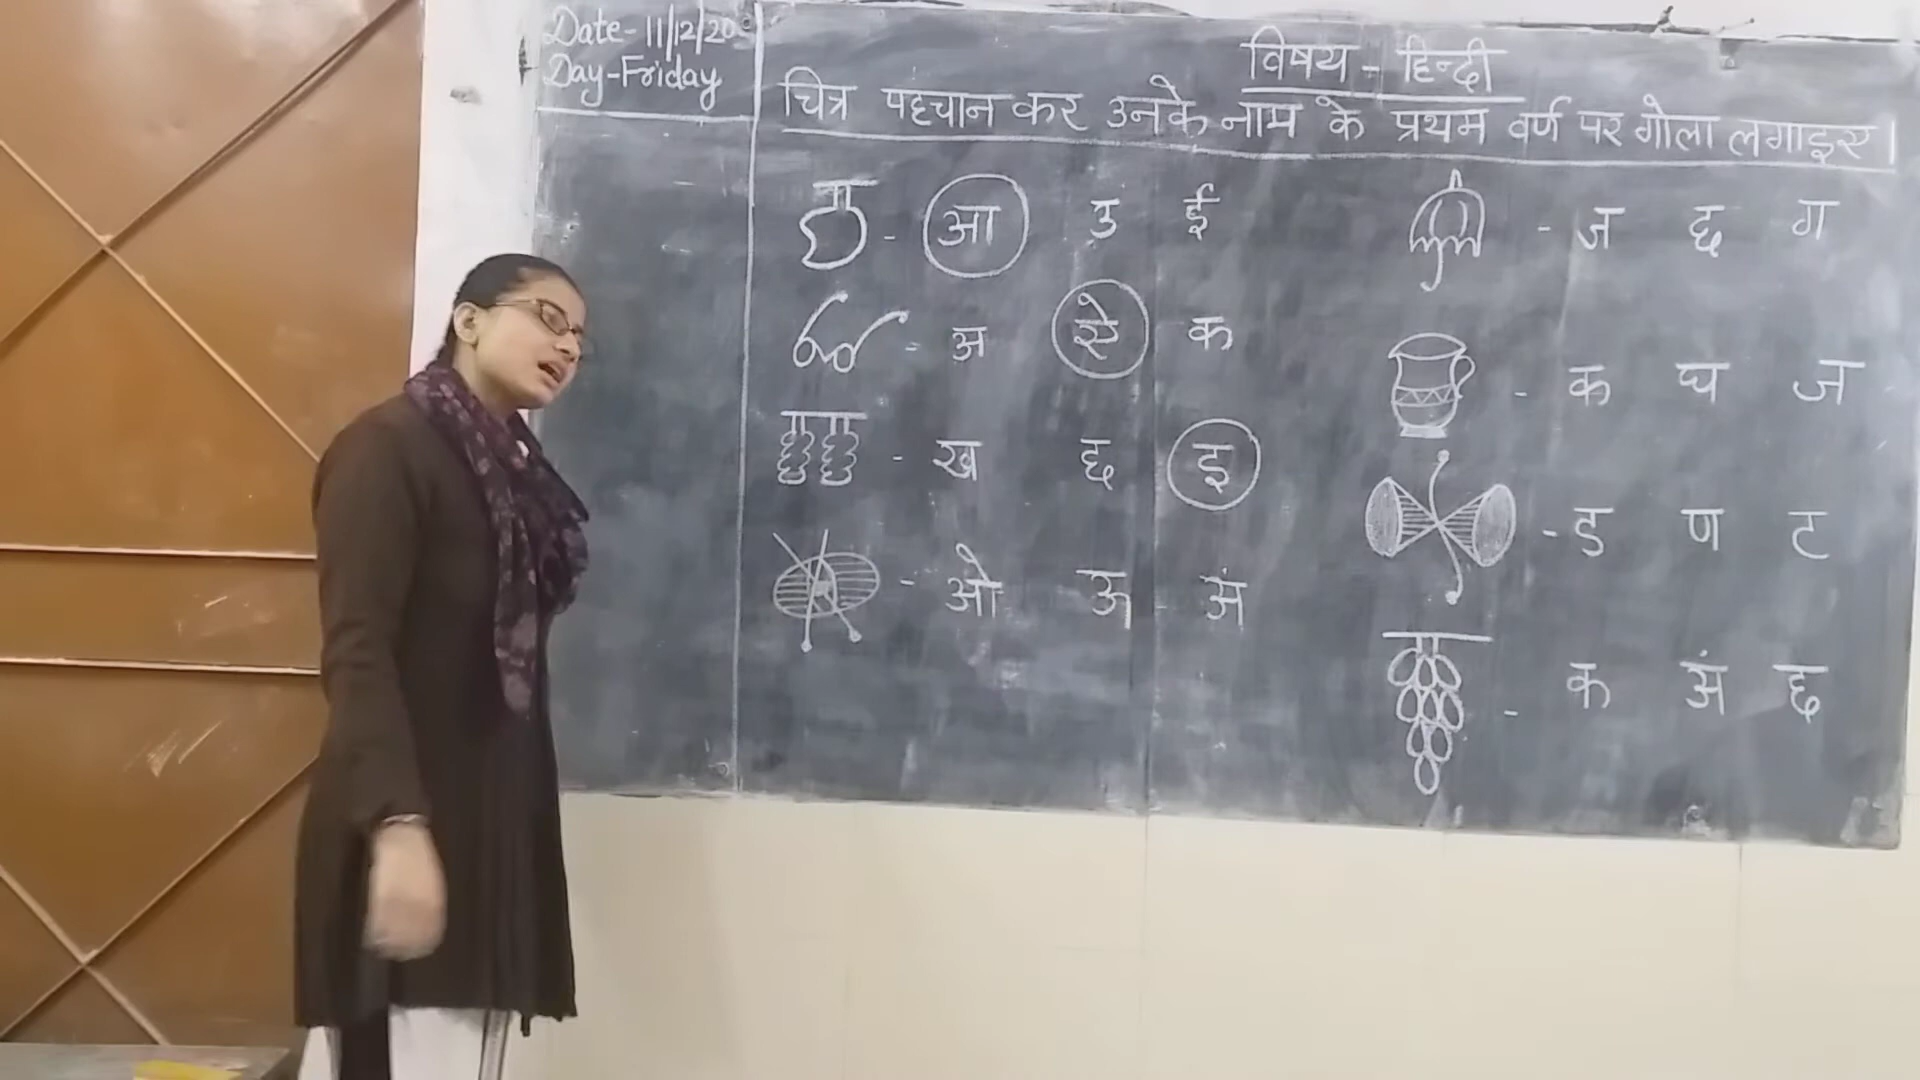 Date-11/12/20
Day-Friday
विषय - हिन्दी
चित्र पहचान कर उनके नाम के प्रथम वर्ण पर गोला लगाइए।
- आ उ ई
- अ ऐ क
- ख छ इ
- ओ ऊ अं
- ज छ ग
- क घ ज
- ड ण ट
- क अं छ